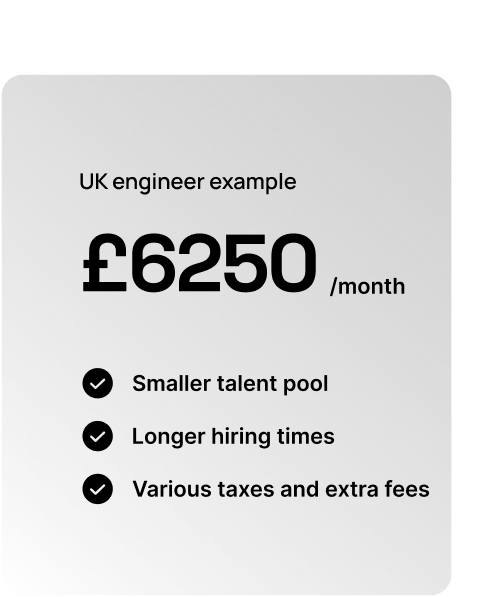 UK engineer example
£6250 /month
Smaller talent pool
Longer hiring times
Various taxes and extra fees